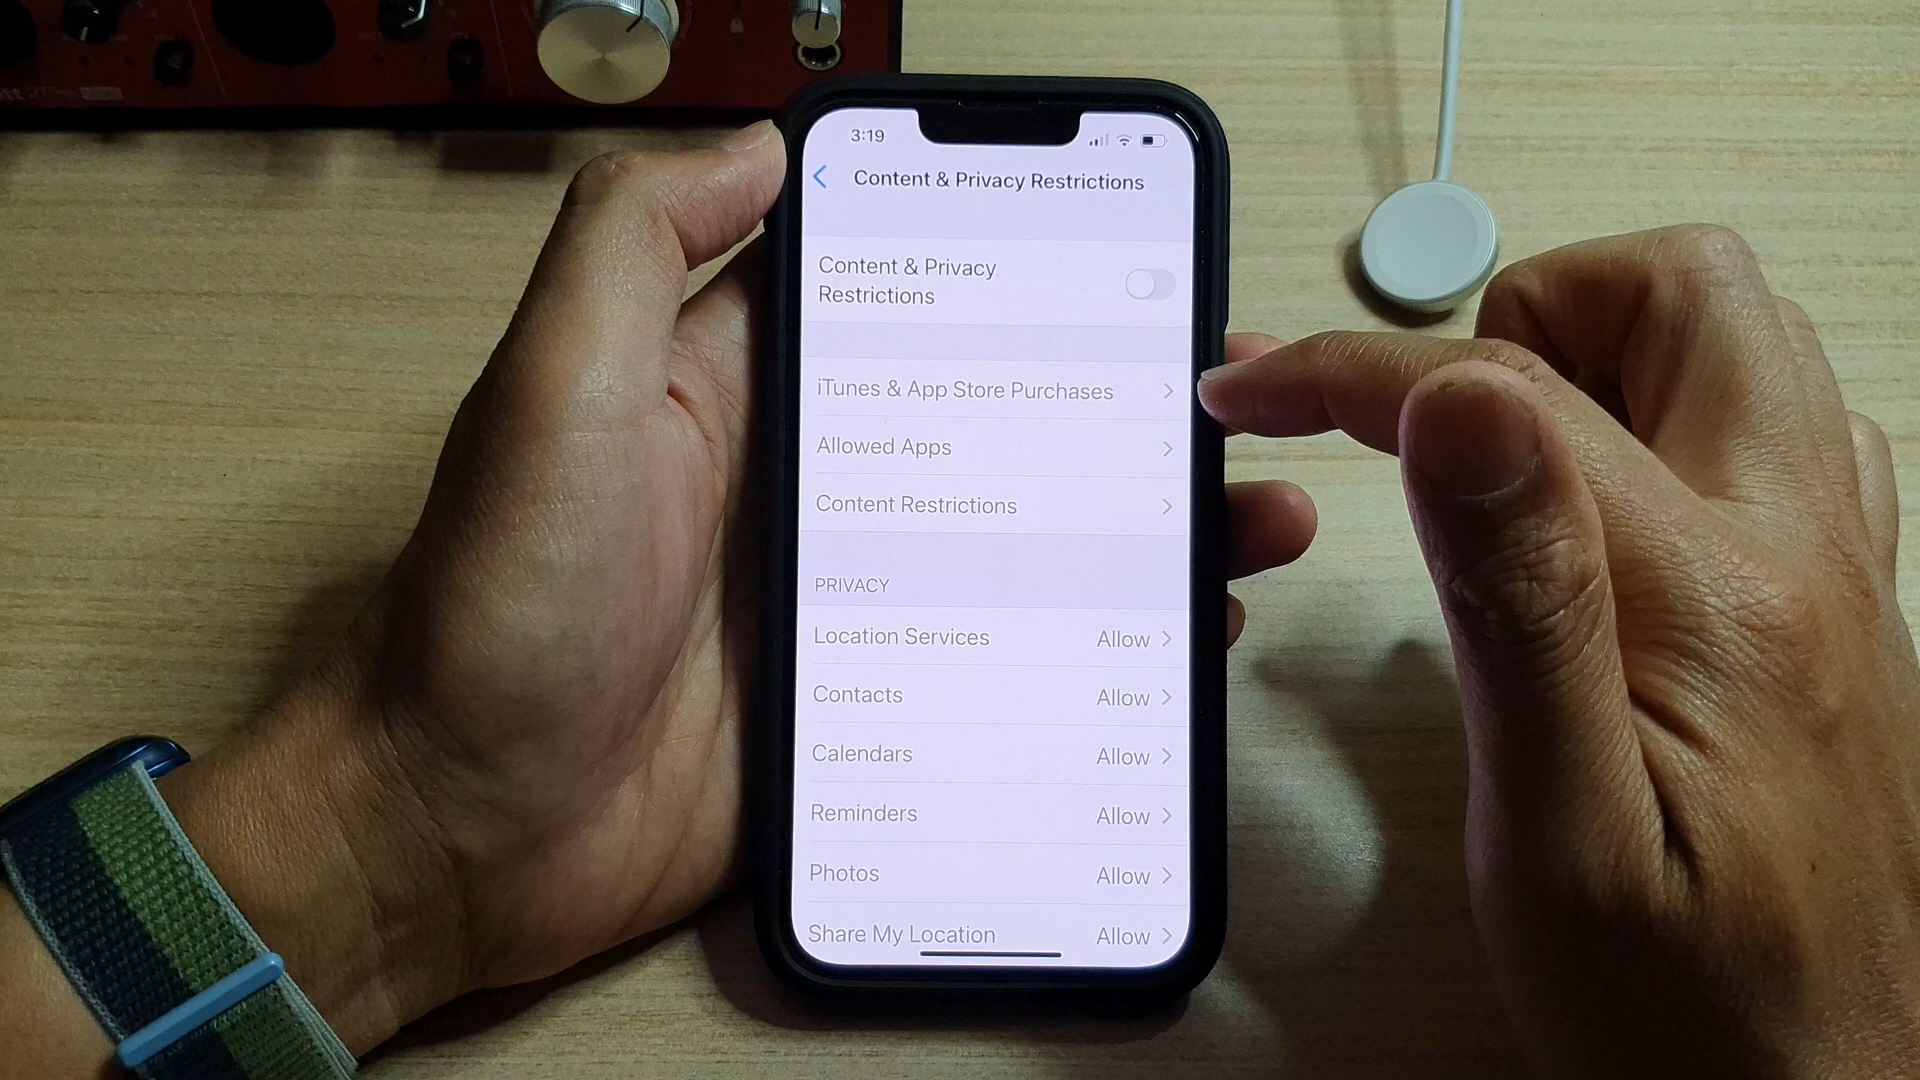 3:19
Content & Privacy Restrictions
Content & Privacy
Restrictions
iTunes & App Store Purchases
Allowed Apps
Content Restrictions
PRIVACY
Location Services Allow
Contacts Allow
Calendars Allow
Reminders Allow
Photos Allow
Share My Location Allow